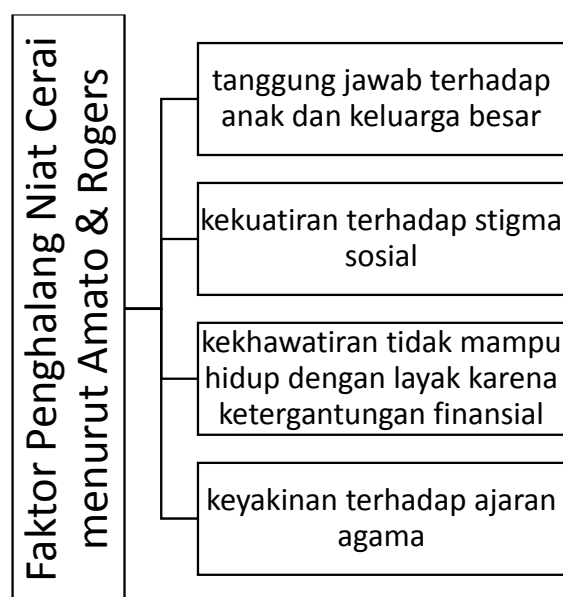 Faktor Penghalang Niat Cerai
menurut Amato & Rogers
tanggung jawab terhadap
anak dan keluarga besar
kekuatiran terhadap stigma
sosial
kekhawatiran tidak mampu
hidup dengan layak karena
ketergantungan finansial
keyakinan terhadap ajaran
agama